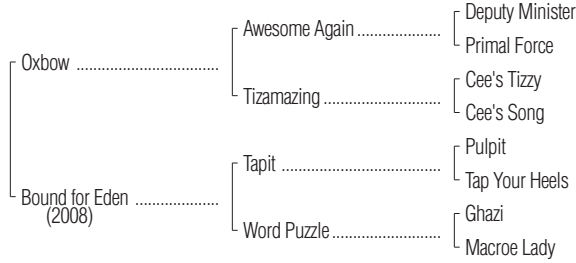 Deputy Minister
Awesome Again ....................
Primal Force
Oxbow ..................................
Cee's Tizzy
Tizamazing .............................
Cee's Song
Pulpit
Tapit ......................................
Tap Your Heels
Bound for Eden ....................
(2008)
Ghazi
Word Puzzle ..........................
Macroe Lady